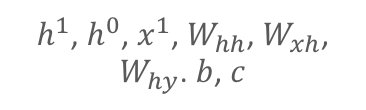 h¹, h⁰, x¹, W_hh, W_xh,
W_hy. b, c